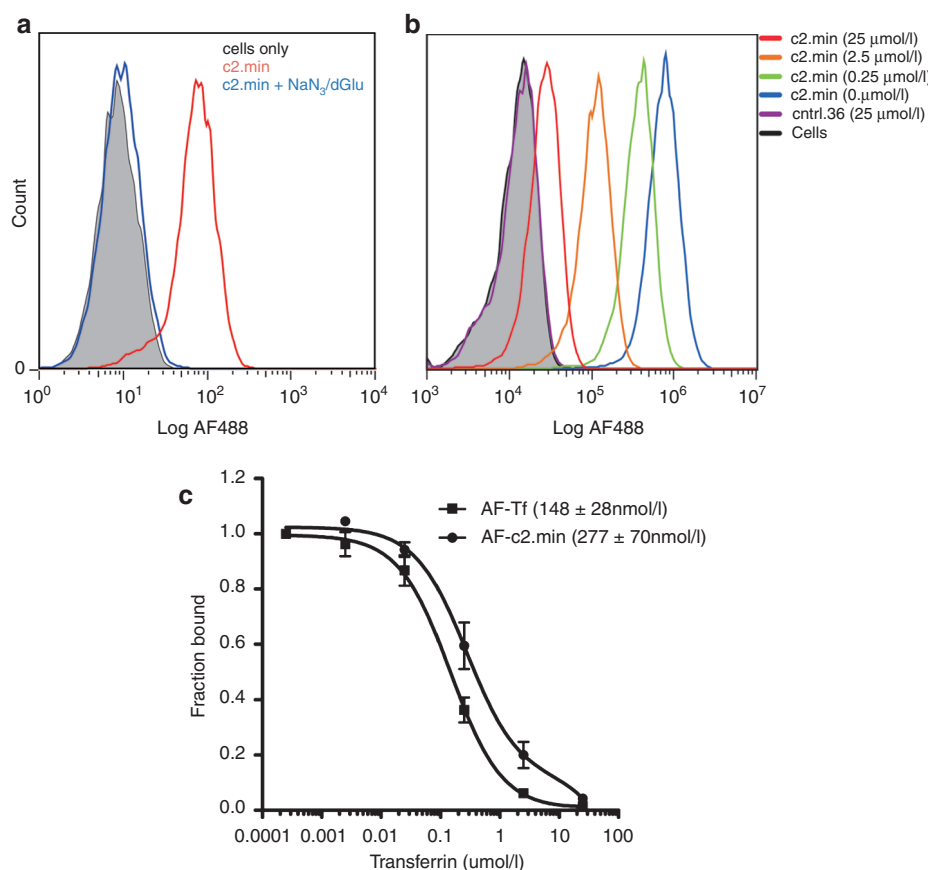 a
cells only
c2.min
c2.min + NaN3/dGlu
Count
0
10^0 10^1 10^2 10^3 10^4
Log AF488
b
c2.min (25 μmol/l)
c2.min (2.5 μmol/l)
c2.min (0.25 μmol/l)
c2.min (0.μmol/l)
cntrl.36 (25 μmol/l)
Cells
10^3 10^4 10^5 10^6 10^7
Log AF488
c
AF-Tf (148 ± 28nmol/l)
AF-c2.min (277 ± 70nmol/l)
Fraction bound
1.2
1.0
0.8
0.6
0.4
0.2
0.0
0.0001 0.001 0.01 0.1 1 10 100
Transferrin (umol/l)